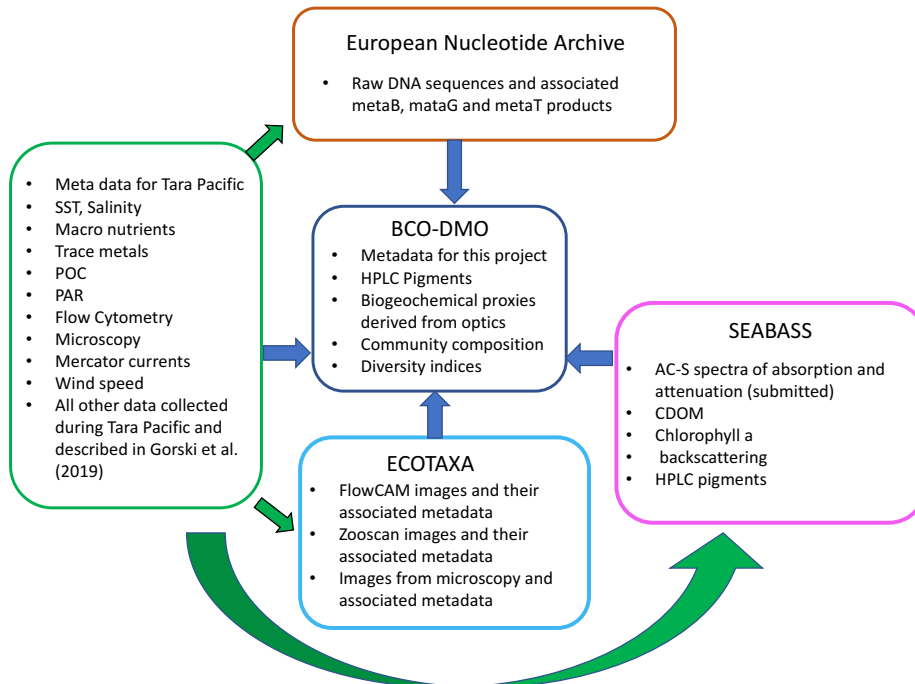 European Nucleotide Archive
• Raw DNA sequences and associated
metaB, mataG and metaT products
• Meta data for Tara Pacific
• SST, Salinity
• Macro nutrients
• Trace metals
• POC
• PAR
• Flow Cytometry
• Microscopy
• Mercator currents
• Wind speed
• All other data collected
during Tara Pacific and
described in Gorski et al.
(2019)
BCO-DMO
• Metadata for this project
• HPLC Pigments
• Biogeochemical proxies
derived from optics
• Community composition
• Diversity indices
SEABASS
• AC-S spectra of absorption and
attenuation (submitted)
• CDOM
• Chlorophyll a
• backscattering
• HPLC pigments
ECOTAXA
• FlowCAM images and their
associated metadata
• Zooscan images and their
associated metadata
• Images from microscopy and
associated metadata